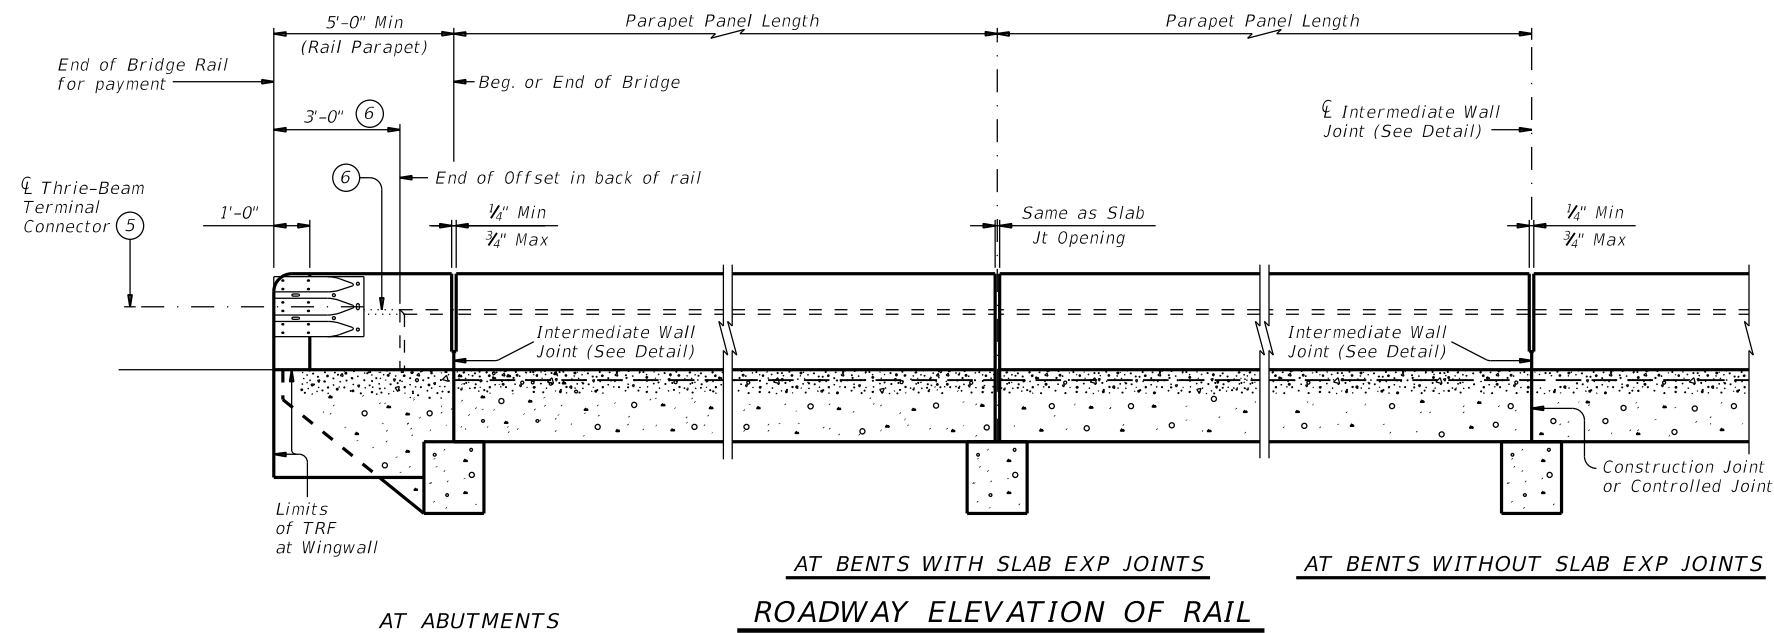 5'-0" Min
(Rail Parapet)
Parapet Panel Length
Parapet Panel Length
End of Bridge Rail
for payment
Beg. or End of Bridge
3'-0" 6
℄ Intermediate Wall
Joint (See Detail)
6
End of Offset in back of rail
℄ Thrie-Beam
Terminal
Connector 5
1'-0"
1/4" Min
3/4" Max
Same as Slab
Jt Opening
1/4" Min
3/4" Max
Intermediate Wall
Joint (See Detail)
Intermediate Wall
Joint (See Detail)
Construction Joint
or Controlled Joint
Limits
of TRF
at Wingwall
AT BENTS WITH SLAB EXP JOINTS
AT BENTS WITHOUT SLAB EXP JOINTS
AT ABUTMENTS
ROADWAY ELEVATION OF RAIL